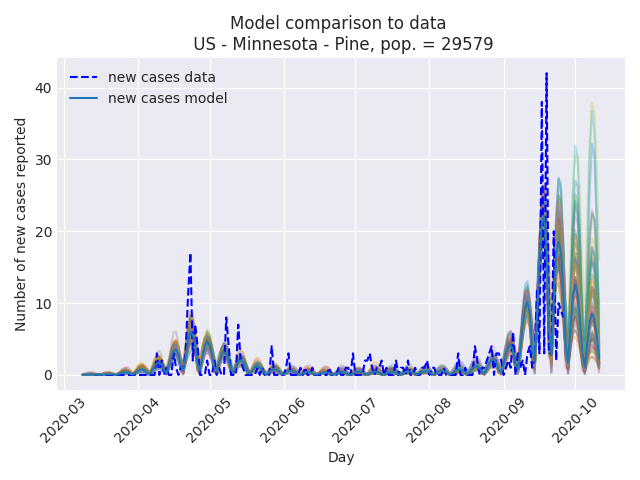 Model comparison to data
US - Minnesota - Pine, pop. = 29579
new cases data
new cases model
Number of new cases reported
40
30
20
10
0
2020-03
2020-04
2020-05
2020-06
2020-07
2020-08
2020-09
2020-10
Day